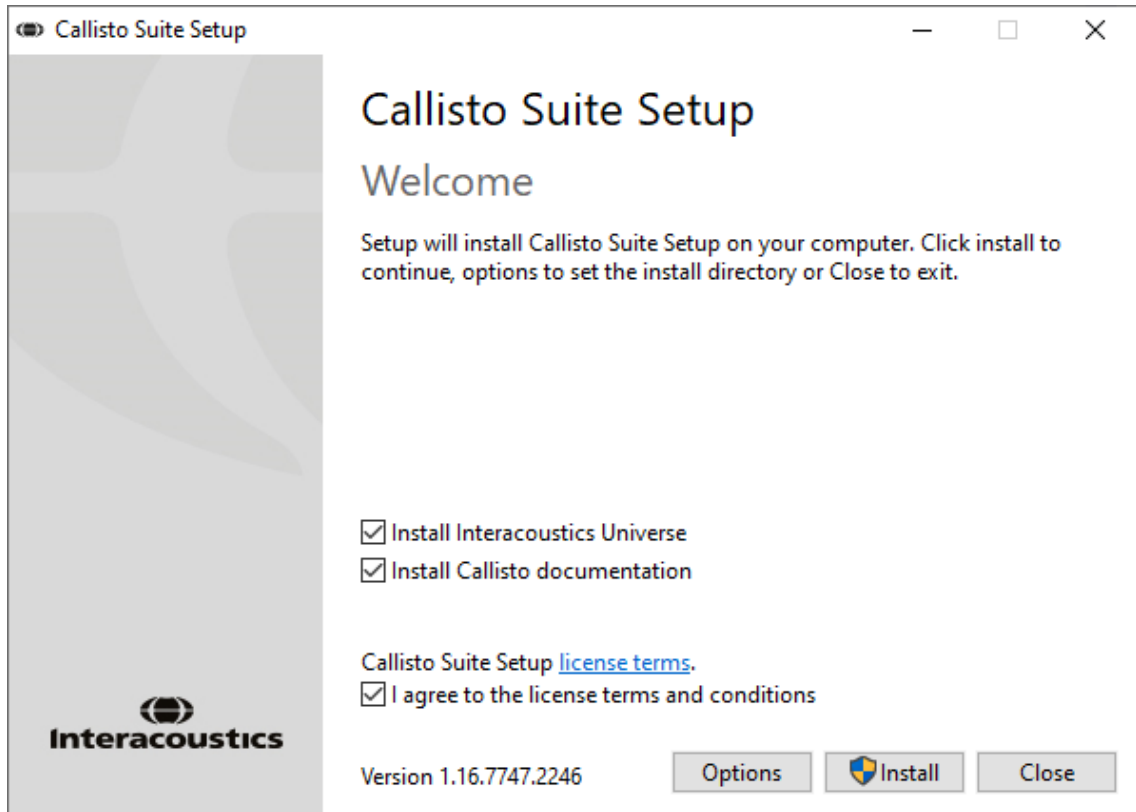 Callisto Suite Setup
Callisto Suite Setup
Welcome
Setup will install Callisto Suite Setup on your computer. Click install to
continue, options to set the install directory or Close to exit.
Install Interacoustics Universe
Install Callisto documentation
Callisto Suite Setup license terms.
I agree to the license terms and conditions
Interacoustics
Version 1.16.7747.2246 Options Install Close